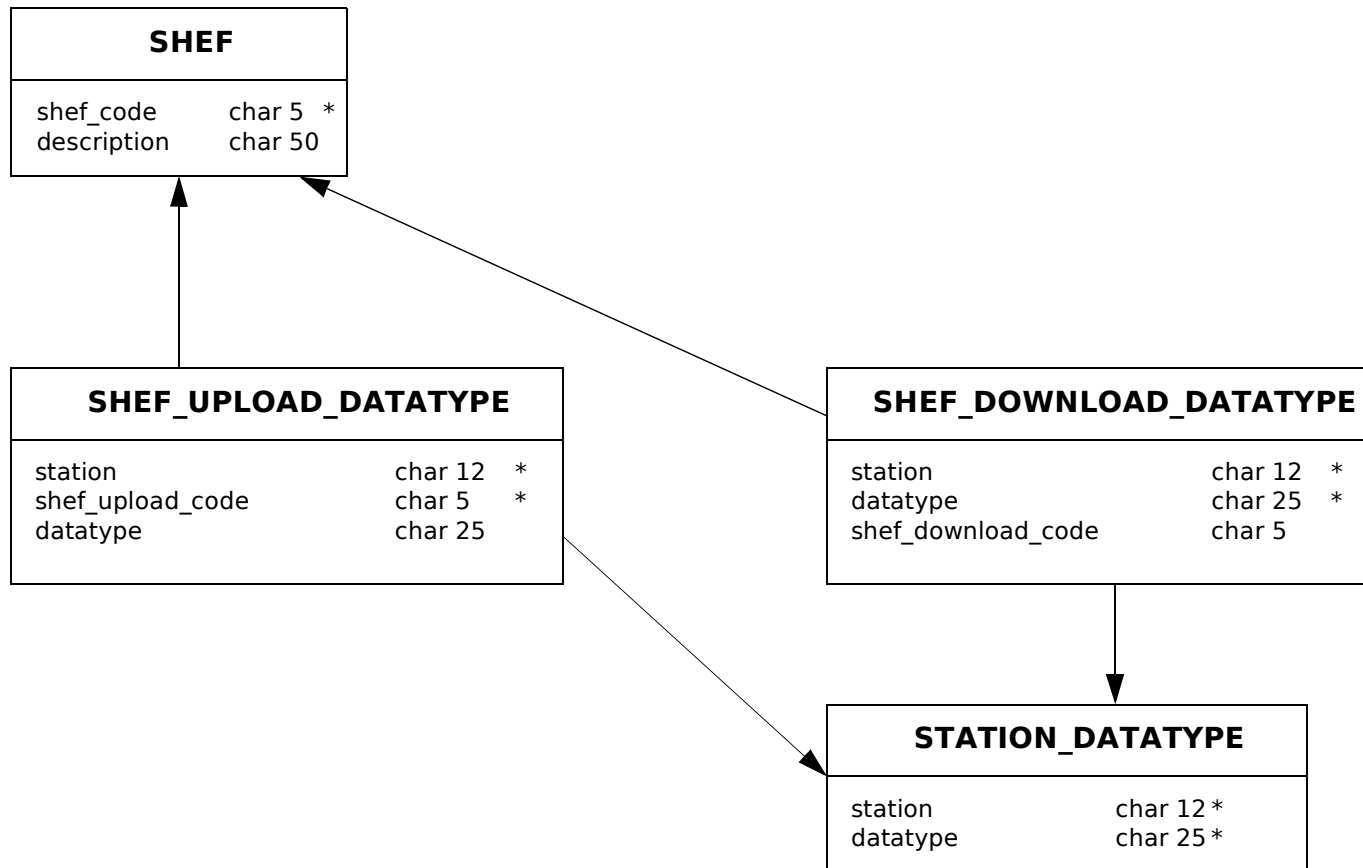 SHEF
shef_code char 5 *
description char 50
SHEF_UPLOAD_DATATYPE
station char 12 *
shef_upload_code char 5 *
datatype char 25
SHEF_DOWNLOAD_DATATYPE
station char 12 *
datatype char 25 *
shef_download_code char 5
STATION_DATATYPE
station char 12 *
datatype char 25 *